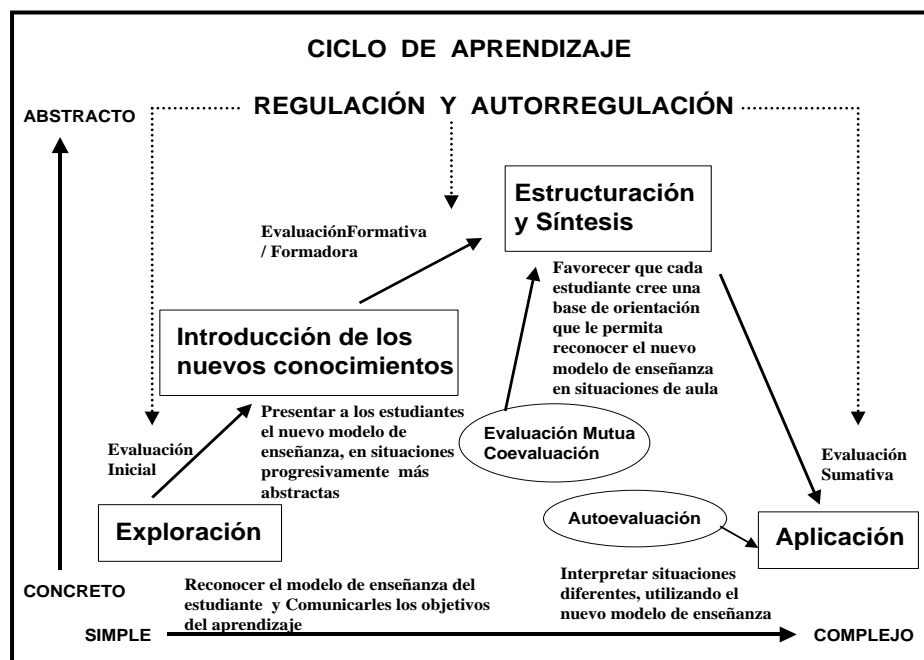 CICLO DE APRENDIZAJE
REGULACIÓN Y AUTORREGULACIÓN
ABSTRACTO
Estructuración
y Síntesis
EvaluaciónFormativa
/ Formadora
Favorecer que cada
estudiante cree una
base de orientación
que le permita
reconocer el nuevo
modelo de enseñanza
en situaciones de aula
Introducción de los
nuevos conocimientos
Presentar a los estudiantes
el nuevo modelo de
enseñanza, en situaciones
progresivamente más
abstractas
Evaluación
Inicial
Evaluación Mutua
Coevaluación
Evaluación
Sumativa
Exploración
Autoevaluación
Aplicación
Reconocer el modelo de enseñanza del
estudiante y Comunicarles los objetivos
del aprendizaje
Interpretar situaciones
diferentes, utilizando el
nuevo modelo de enseñanza
CONCRETO
SIMPLE
COMPLEJO